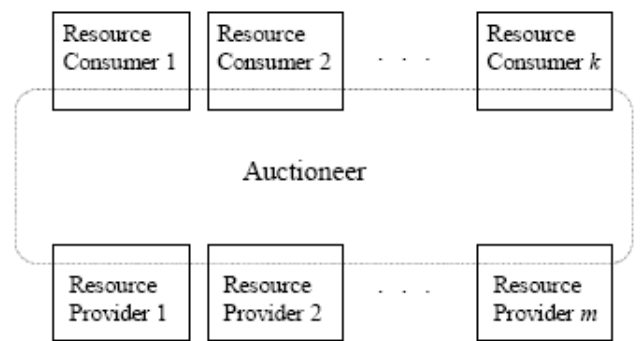 Resource
Consumer 1
Resource
Consumer 2
. . .
Resource
Consumer k
Auctioneer
Resource
Provider 1
Resource
Provider 2
. . .
Resource
Provider m